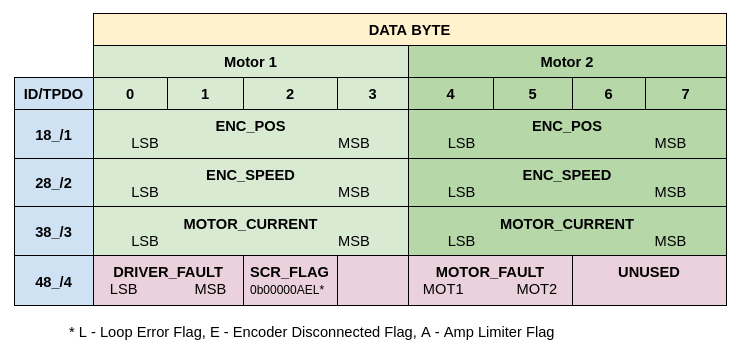 DATA BYTE
Motor 1 Motor 2
ID/TPDO 0 1 2 3 4 5 6 7
18_/1 ENC_POS ENC_POS
LSB MSB LSB MSB
28_/2 ENC_SPEED ENC_SPEED
LSB MSB LSB MSB
38_/3 MOTOR_CURRENT MOTOR_CURRENT
LSB MSB LSB MSB
48_/4 DRIVER_FAULT SCR_FLAG MOTOR_FAULT UNUSED
LSB MSB 0b00000AEL* MOT1 MOT2
* L - Loop Error Flag, E - Encoder Disconnected Flag, A - Amp Limiter Flag